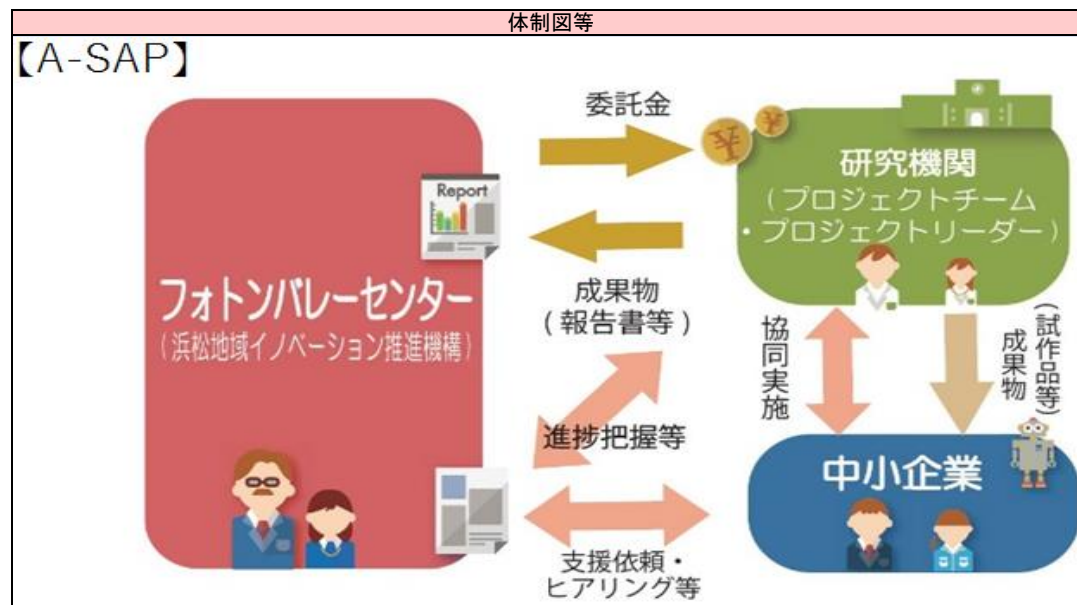 体制図等
【A-SAP】
委託金
Report
研究機関
(プロジェクトチーム
・プロジェクトリーダー)
フォトンバレーセンター
(浜松地域イノベーション推進機構)
成果物
(報告書等)
協同実施
成果物
(試作品等)
進捗把握等
中小企業
支援依頼・
ヒアリング等